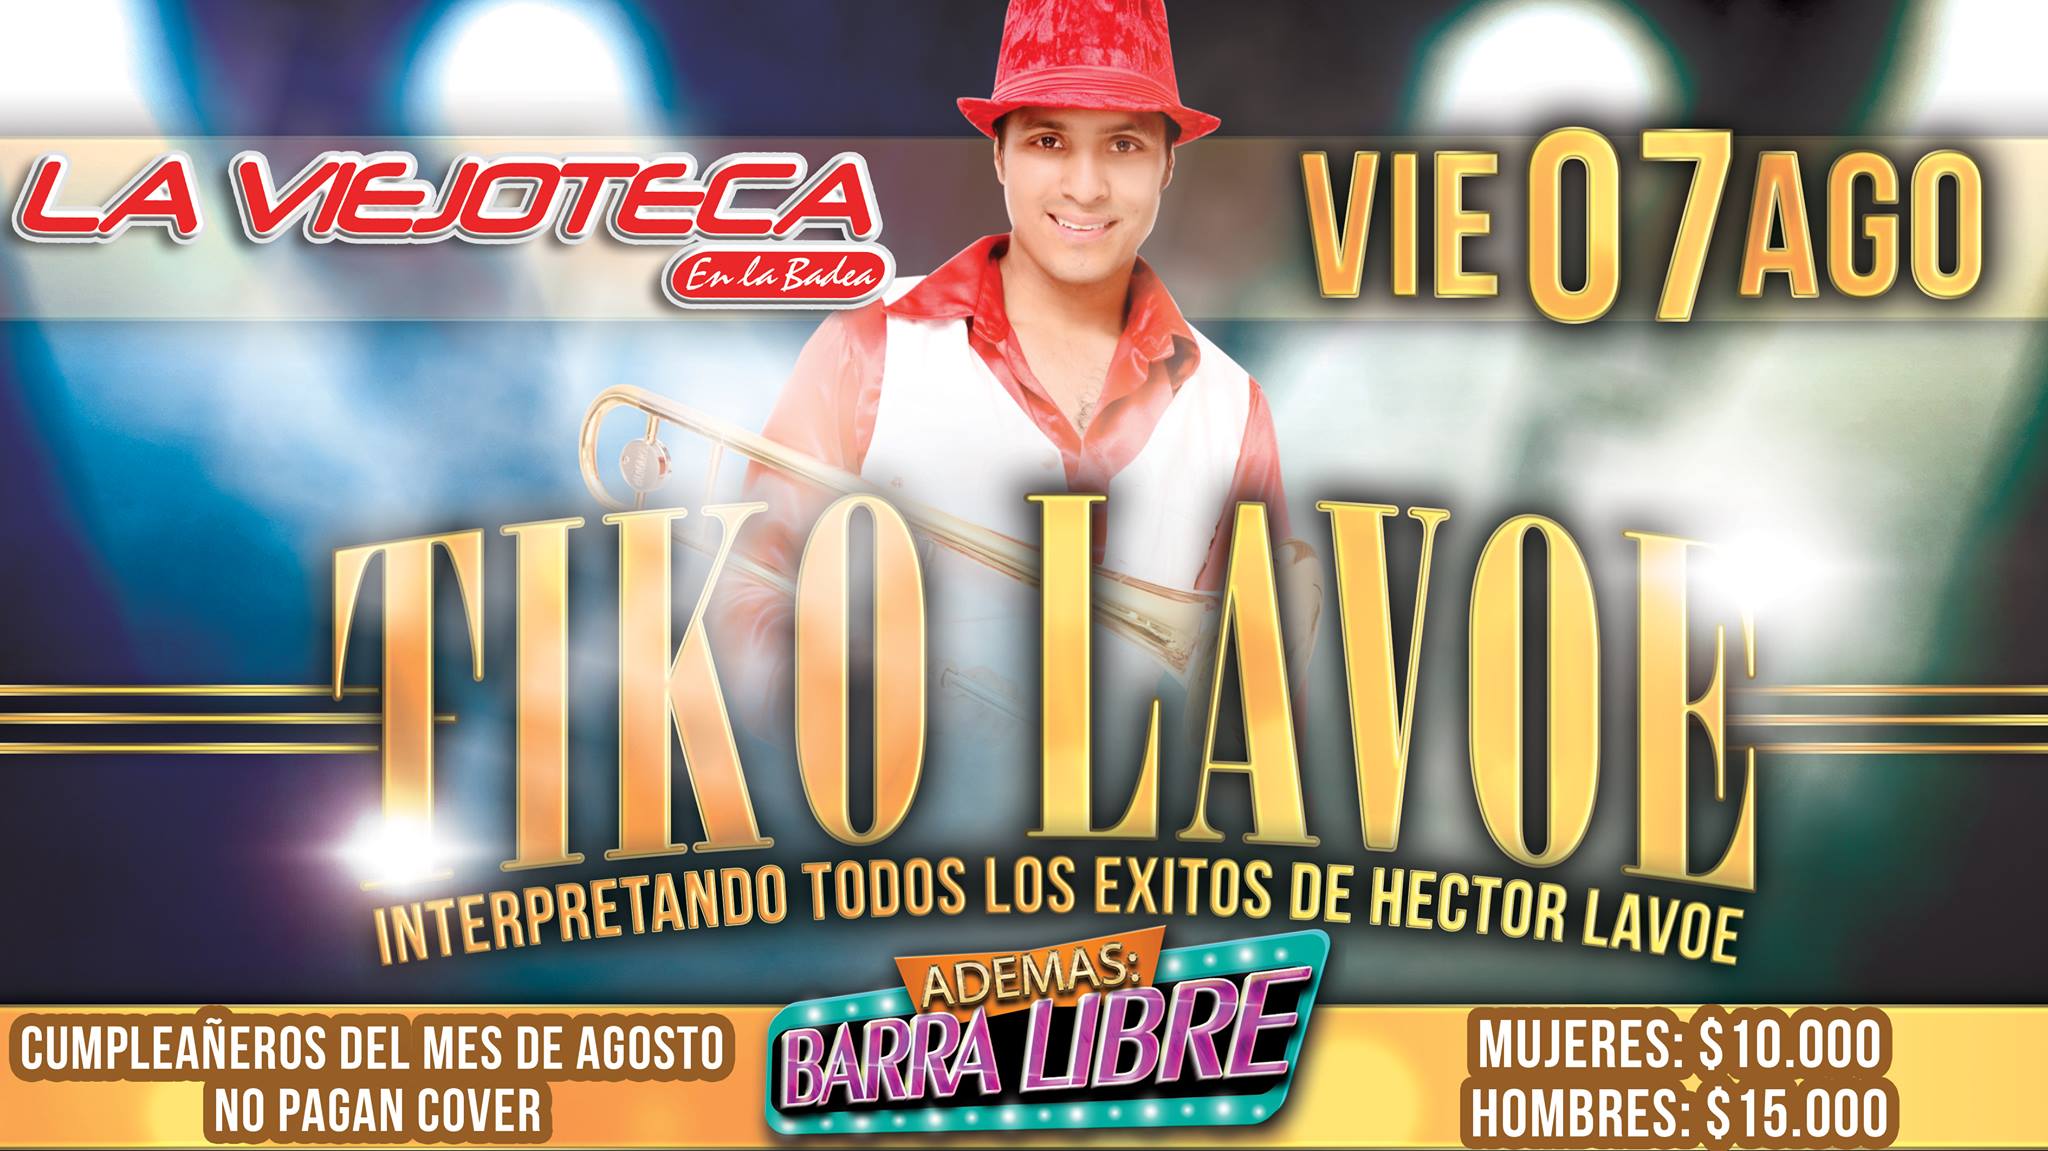 LA VIEJOTECA
En la Badea
VIE 07 AGO
TIKO LAVOE
INTERPRETANDO TODOS LOS EXITOS DE HECTOR LAVOE
ADEMAS:
BARRA LIBRE
CUMPLEAÑEROS DEL MES DE AGOSTO
NO PAGAN COVER
MUJERES: $10.000
HOMBRES: $15.000